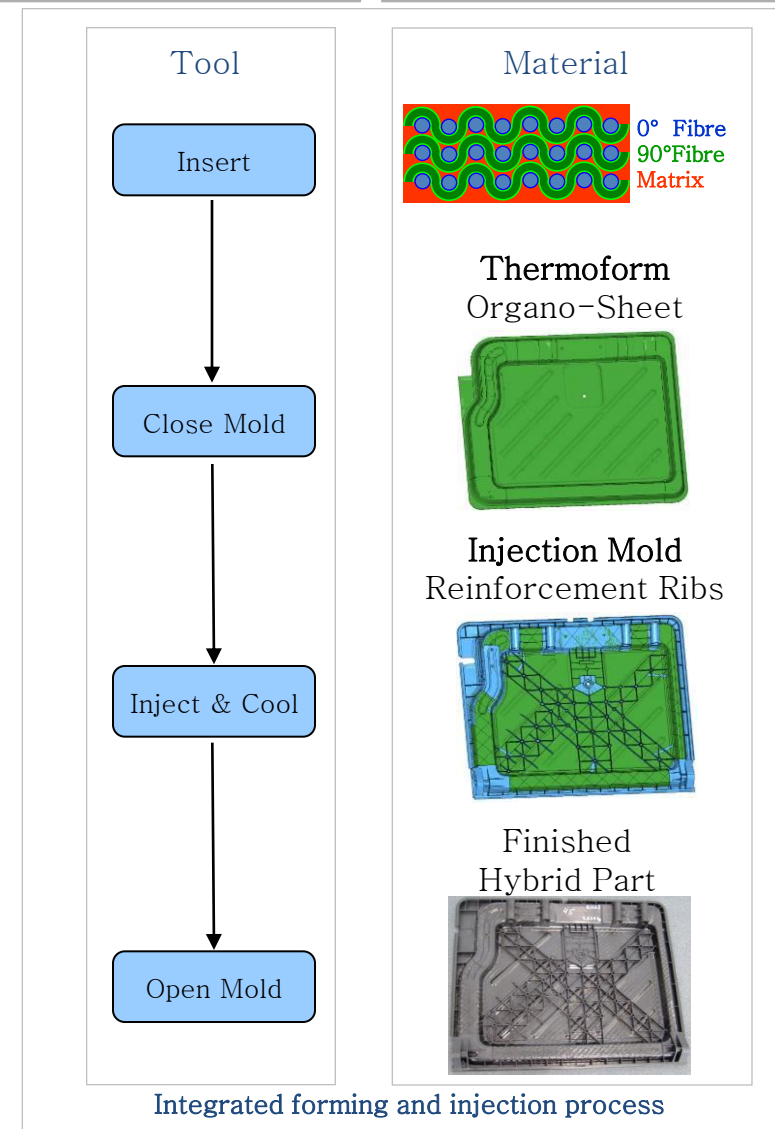 Tool
Insert
Close Mold
Inject & Cool
Open Mold
Material
0° Fibre
90°Fibre
Matrix
Thermoform
Organo-Sheet
Injection Mold
Reinforcement Ribs
Finished
Hybrid Part
Integrated forming and injection process